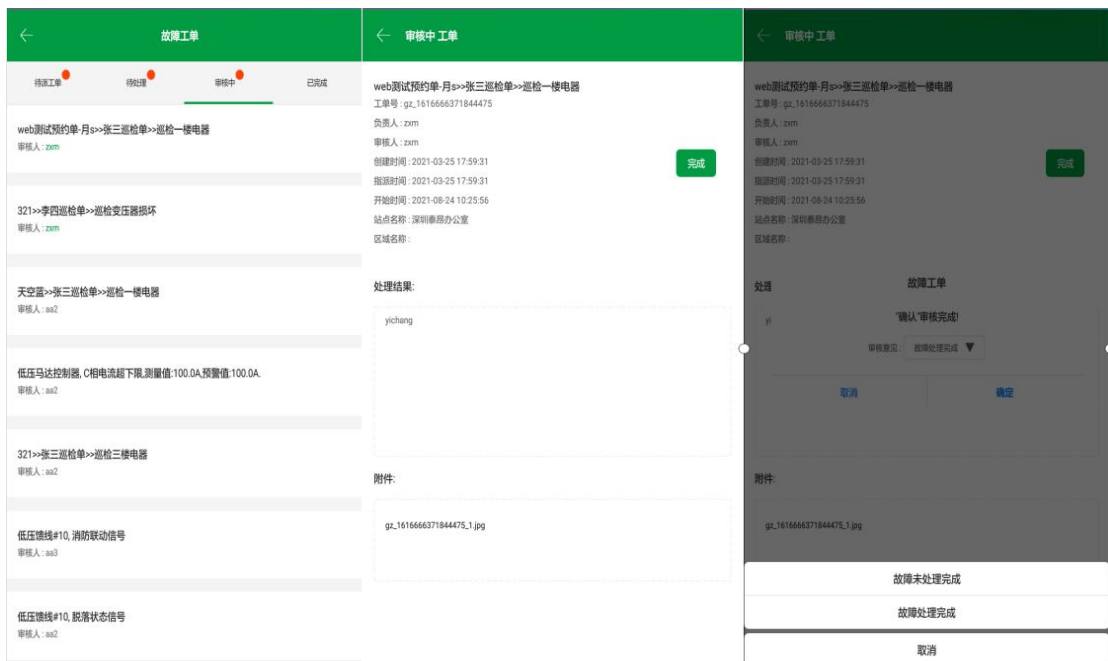 故障工单
待派工单
待处理
审核中
已完成
web测试预约单-月s>>张三巡检单>>巡检一楼电器
审核人 : zxm
321>>李四巡检单>>巡检变压器损坏
审核人 : zxm
天空蓝>>张三巡检单>>巡检一楼电器
审核人 : aa2
低压马达控制器, C相电流超下限,测量值:100.0A,预警值:100.0A.
审核人 : aa2
321>>张三巡检单>>巡检三楼电器
审核人 : aa2
低压馈线#10, 消防联动信号
审核人 : aa3
低压馈线#10, 脱落状态信号
审核人 : aa2
审核中 工单
web测试预约单-月s>>张三巡检单>>巡检一楼电器
工单号 : gz_1616666371844475
负责人 : zxm
审核人 : zxm
创建时间 : 2021-03-25 17:59:31
指派时间 : 2021-03-25 17:59:31
开始时间 : 2021-08-24 10:25:56
站点名称 : 深圳泰昂办公室
区域名称 :
完成
处理结果:
yichang
附件:
gz_1616666371844475_1.jpg
审核中 工单
web测试预约单-月s>>张三巡检单>>巡检一楼电器
工单号 : gz_1616666371844475
负责人 : zxm
审核人 : zxm
创建时间 : 2021-03-25 17:59:31
指派时间 : 2021-03-25 17:59:31
开始时间 : 2021-08-24 10:25:56
站点名称 : 深圳泰昂办公室
区域名称 :
完成
处理
故障工单
yi
"确认"审核完成!
审核意见 : 故障处理完成 ▼
取消
确定
附件:
gz_1616666371844475_1.jpg
故障未处理完成
故障处理完成
取消